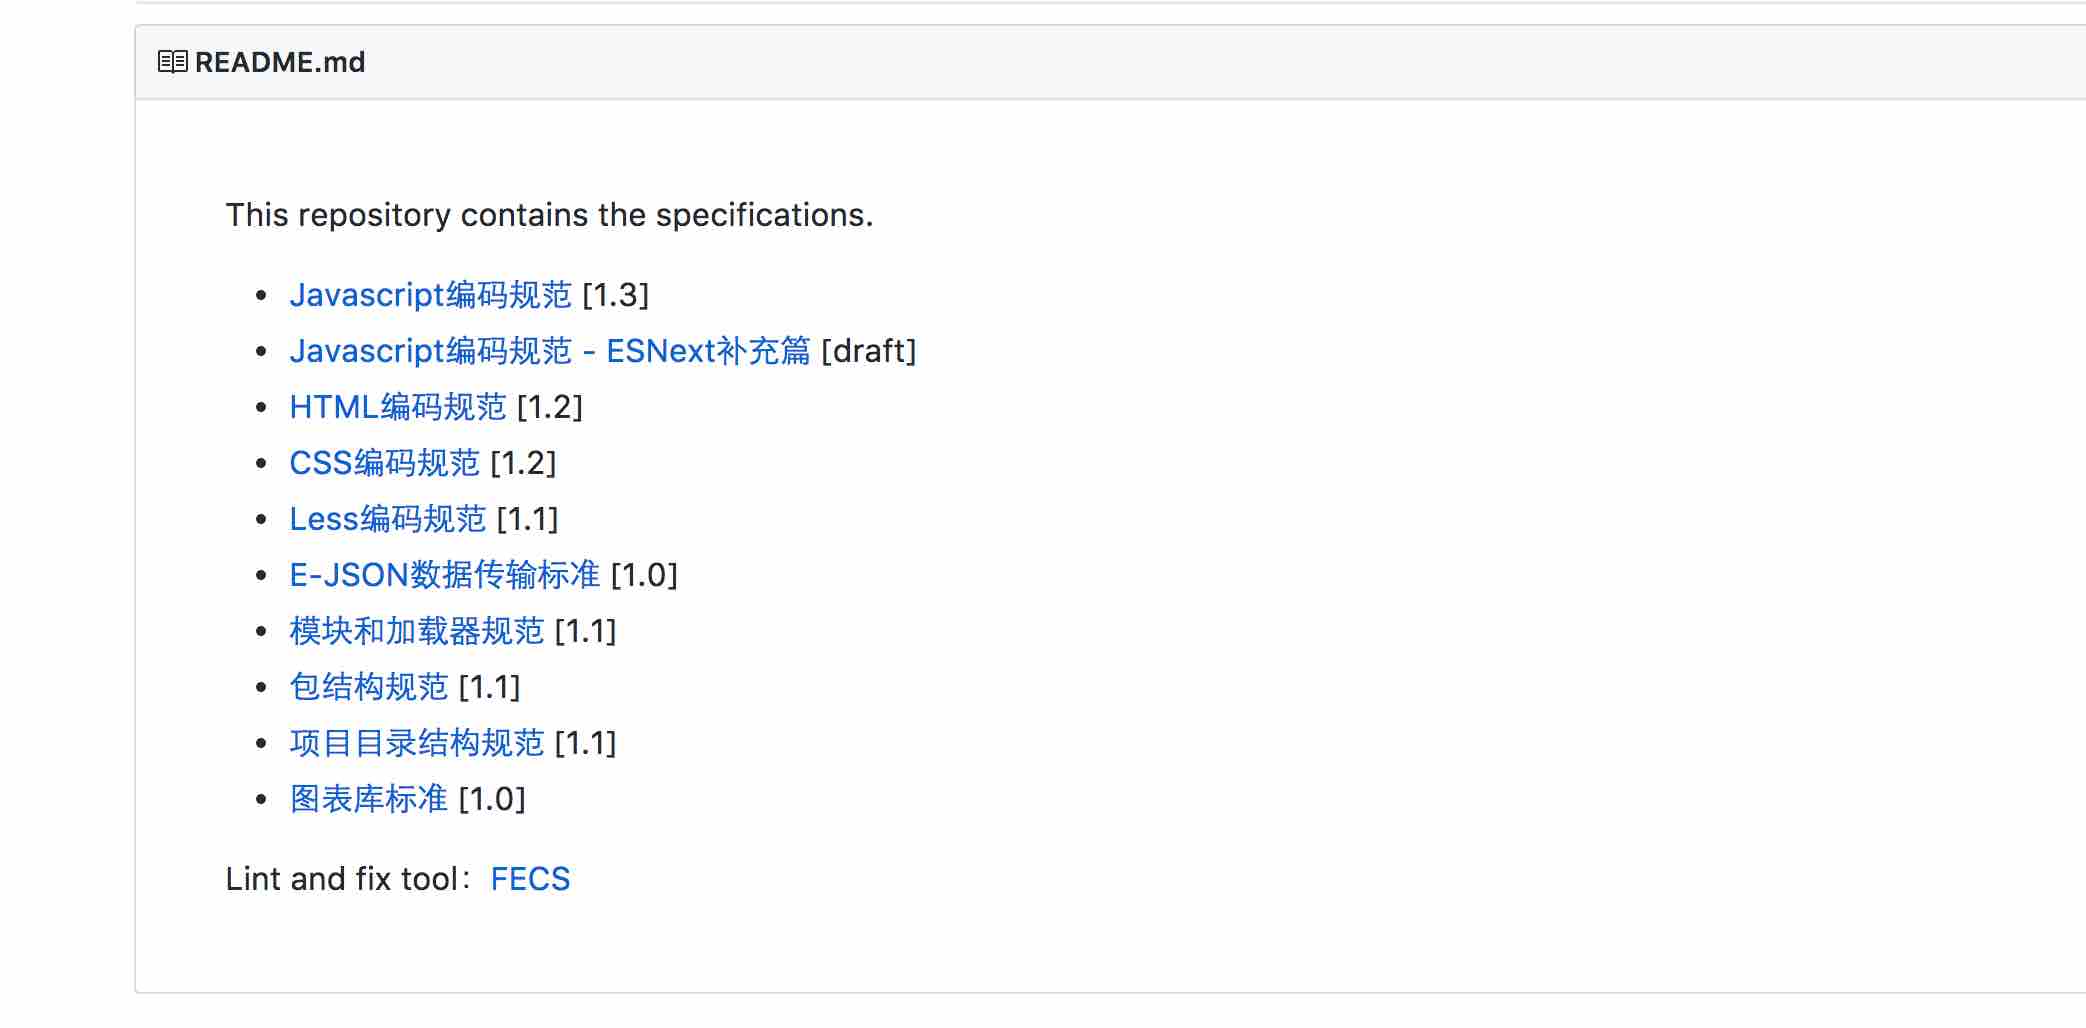 README.md
This repository contains the specifications.
Javascript编码规范 [1.3]
Javascript编码规范 - ESNext补充篇 [draft]
HTML编码规范 [1.2]
CSS编码规范 [1.2]
Less编码规范 [1.1]
E-JSON数据传输标准 [1.0]
模块和加载器规范 [1.1]
包结构规范 [1.1]
项目目录结构规范 [1.1]
图表库标准 [1.0]
Lint and fix tool：FECS